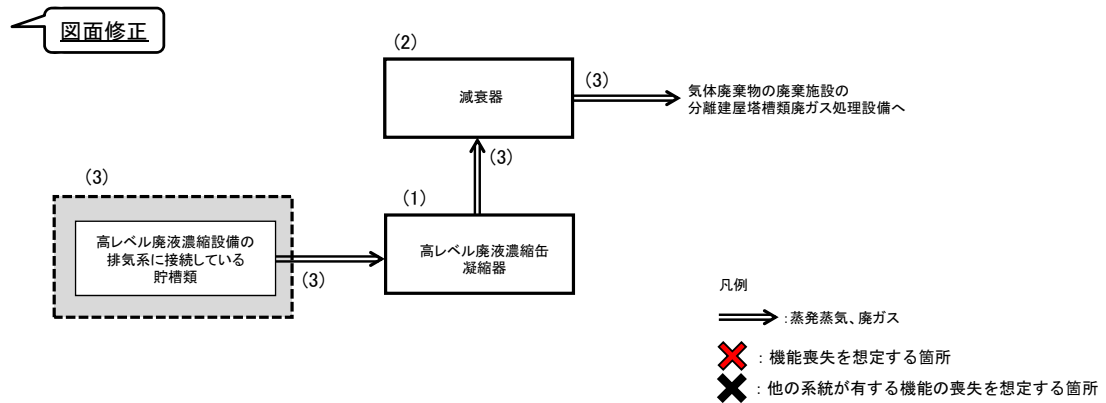 図面修正
(2)
減衰器
(3)
気体廃棄物の廃棄施設の
分離建屋塔槽類廃ガス処理設備へ
(3)
(3)
(1)
高レベル廃液濃縮設備の
排気系に接続している
貯槽類
(3)
高レベル廃液濃縮缶
凝縮器
凡例
:蒸発蒸気、廃ガス
:機能喪失を想定する箇所
:他の系統が有する機能の喪失を想定する箇所